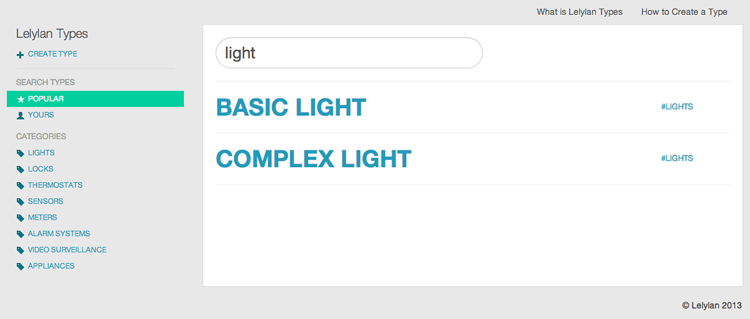 What is Lelylan Types How to Create a Type
Lelylan Types
CREATE TYPE
SEARCH TYPES
POPULAR
YOURS
CATEGORIES
LIGHTS
LOCKS
THERMOSTATS
SENSORS
METERS
ALARM SYSTEMS
VIDEO SURVEILLANCE
APPLIANCES
light
BASIC LIGHT #LIGHTS
COMPLEX LIGHT #LIGHTS
© Lelylan 2013